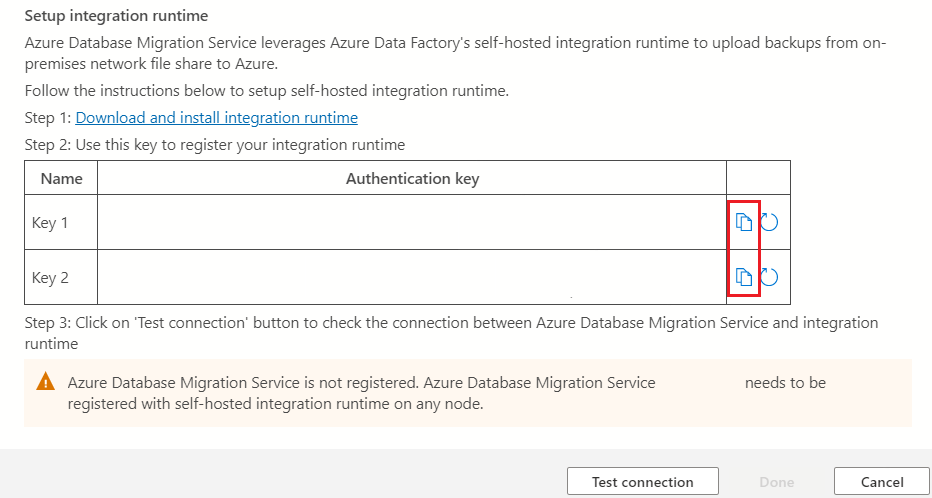 Setup integration runtime
Azure Database Migration Service leverages Azure Data Factory's self-hosted integration runtime to upload backups from on-
premises network file share to Azure.
Follow the instructions below to setup self-hosted integration runtime.
Step 1: Download and install integration runtime
Step 2: Use this key to register your integration runtime
Name Authentication key
Key 1
Key 2
Step 3: Click on 'Test connection' button to check the connection between Azure Database Migration Service and integration
runtime
Azure Database Migration Service is not registered. Azure Database Migration Service needs to be
registered with self-hosted integration runtime on any node.
Test connection Done Cancel